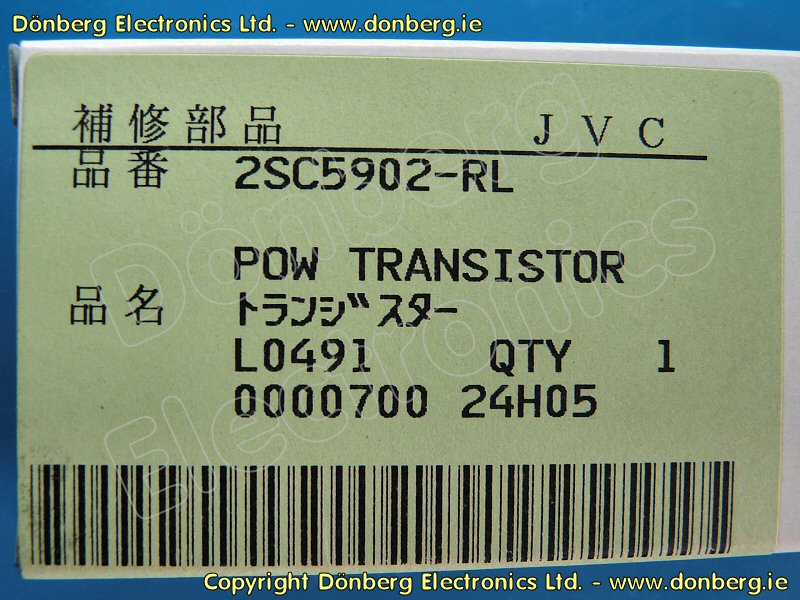 Dönberg Electronics Ltd. - www.donberg.ie
補修部品 JVC
品番 2SC5902-RL
POW TRANSISTOR
品名 トランジスター
L0491 QTY 1
0000700 24H05
Dönberg Electronics
Copyright Dönberg Electronics Ltd. - www.donberg.ie